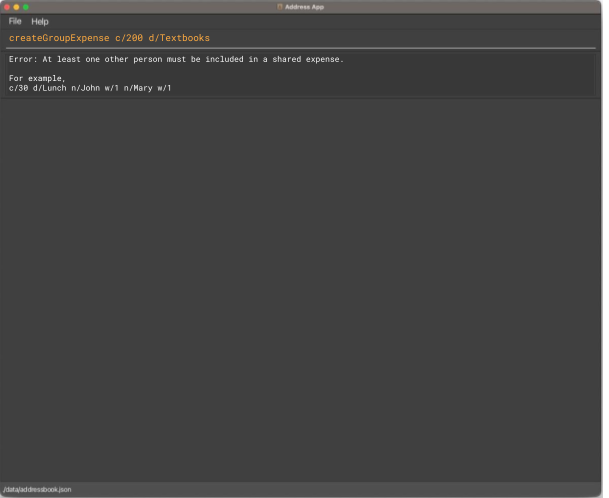 Address App
File Help
createGroupExpense c/200 d/Textbooks
Error: At least one other person must be included in a shared expense.
For example,
c/30 d/Lunch n/John w/1 n/Mary w/1
./data/addressbook.json